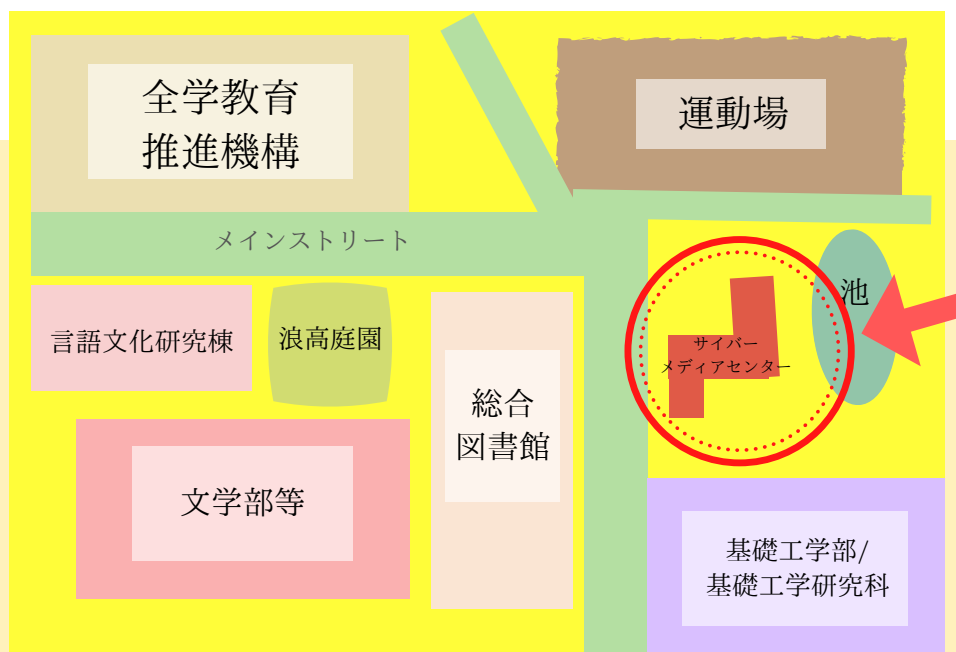 全学教育
推進機構
運動場
メインストリート
池
言語文化研究棟
浪高庭園
サイバー
メディアセンター
総合
図書館
文学部等
基礎工学部/
基礎工学研究科